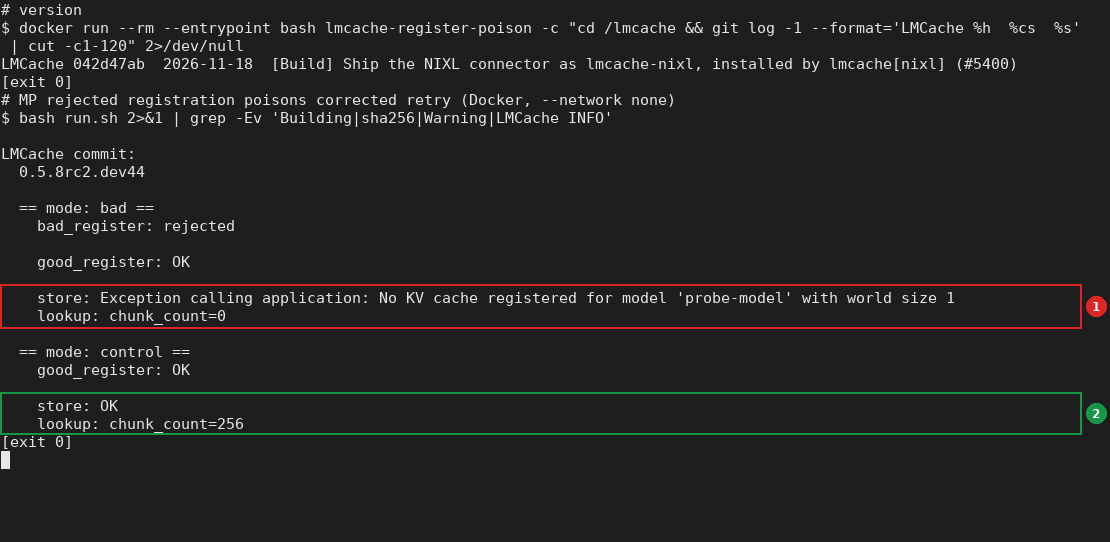 # version
$ docker run --rm --entrypoint bash lmcache-register-poison -c "cd /lmcache && git log -1 --format='LMCache %h  %cs  %s'
 | cut -c1-120" 2>/dev/null
LMCache 042d47ab  2026-11-18  [Build] Ship the NIXL connector as lmcache-nixl, installed by lmcache[nixl] (#5400)
[exit 0]
# MP rejected registration poisons corrected retry (Docker, --network none)
$ bash run.sh 2>&1 | grep -Ev 'Building|sha256|Warning|LMCache INFO'
LMCache commit:
  0.5.8rc2.dev44
  == mode: bad ==
    bad_register: rejected
    good_register: OK
    store: Exception calling application: No KV cache registered for model 'probe-model' with world size 1
1
    lookup: chunk_count=0
  == mode: control ==
    good_register: OK
    store: OK
2
    lookup: chunk_count=256
[exit 0]